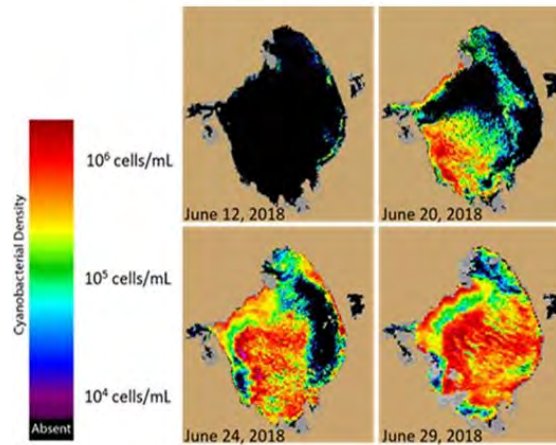 Cyanobacterial Density
10⁶ cells/mL
10⁵ cells/mL
10⁴ cells/mL
Absent
June 12, 2018
June 20, 2018
June 24, 2018
June 29, 2018